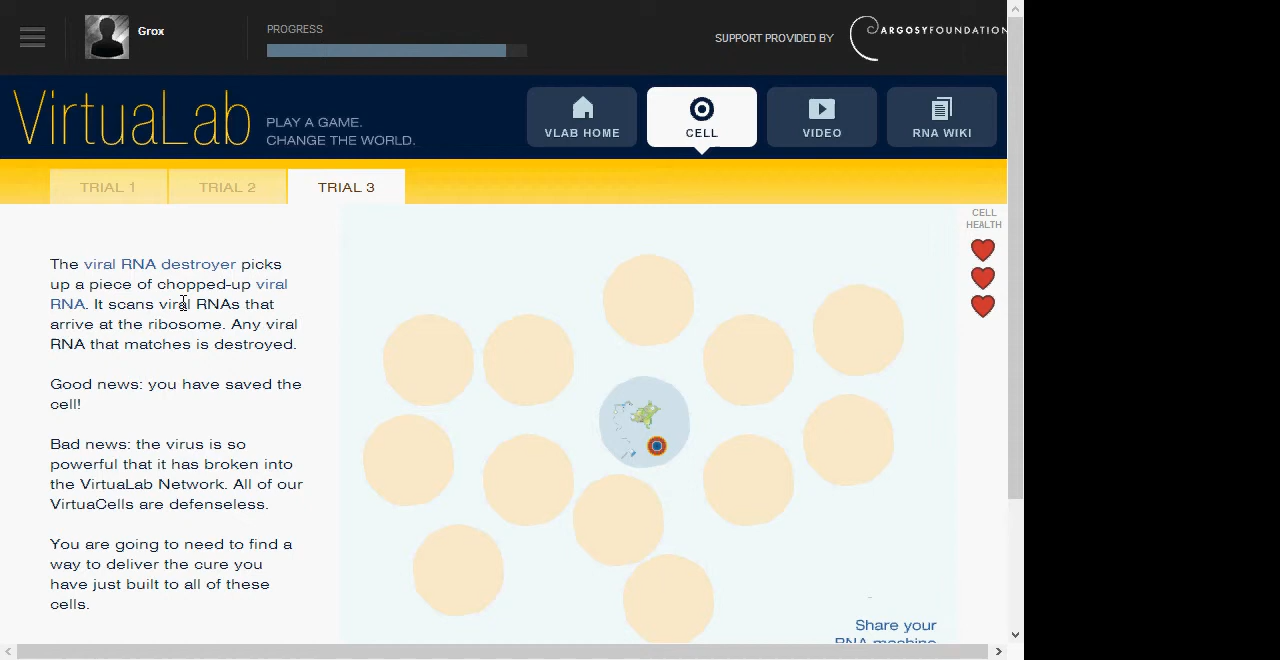 Grox
PROGRESS
SUPPORT PROVIDED BY
ARGOSYFOUNDATION
VirtuaLab
PLAY A GAME.
CHANGE THE WORLD.
VLAB HOME
CELL
VIDEO
RNA WIKI
TRIAL 1
TRIAL 2
TRIAL 3
CELL
HEALTH
The viral RNA destroyer picks
up a piece of chopped-up viral
RNA. It scans viral RNAs that
arrive at the ribosome. Any viral
RNA that matches is destroyed.
Good news: you have saved the
cell!
Bad news: the virus is so
powerful that it has broken into
the VirtuaLab Network. All of our
VirtuaCells are defenseless.
You are going to need to find a
way to deliver the cure you
have just built to all of these
cells.
Share your
RNA machine